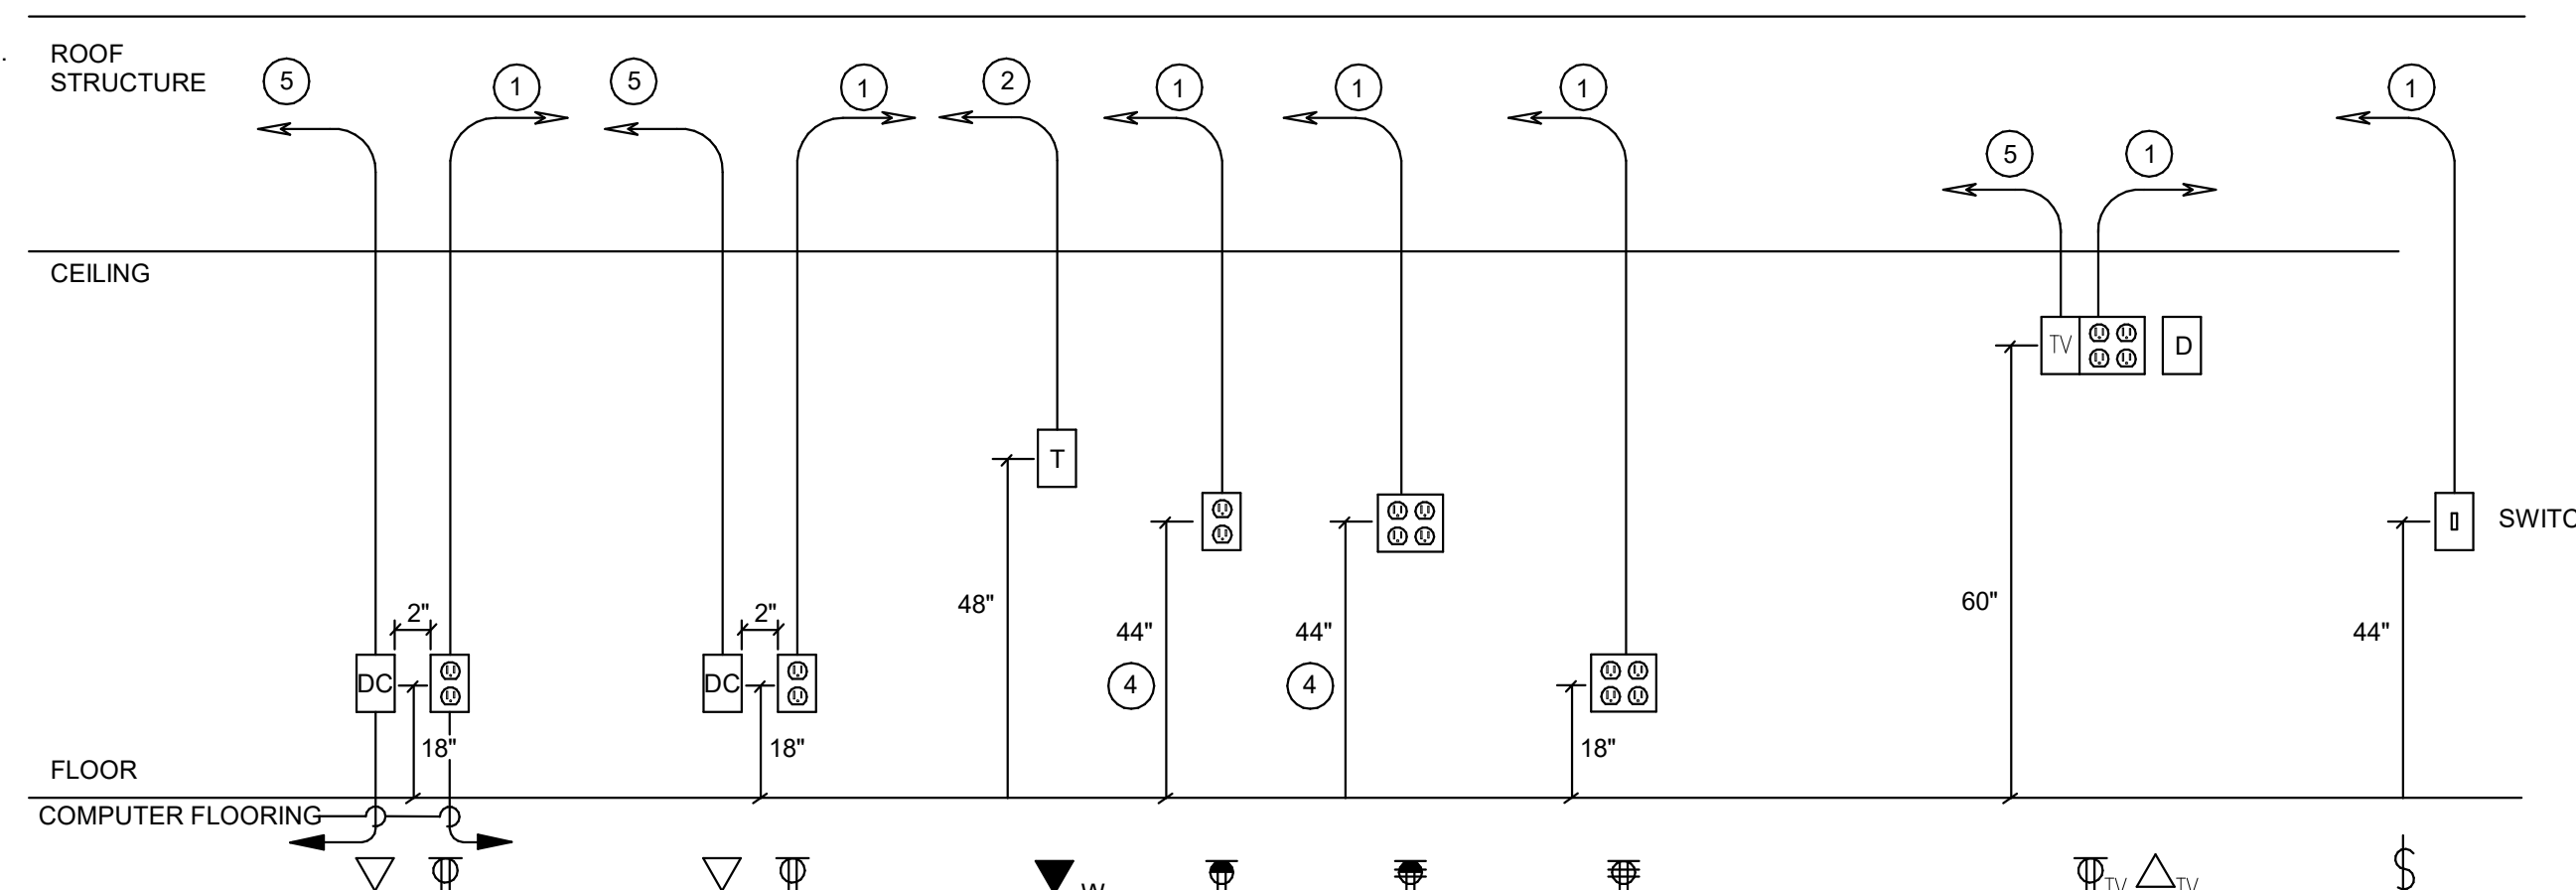 ROOF
STRUCTURE
5
1
5
1
2
1
1
1
5
1
1
CEILING
TV
D
T
SWITC
2"
2"
48"
44"
44"
60"
44"
DC
DC
4
4
18"
18"
18"
FLOOR
COMPUTER FLOORING
W
TV
TV